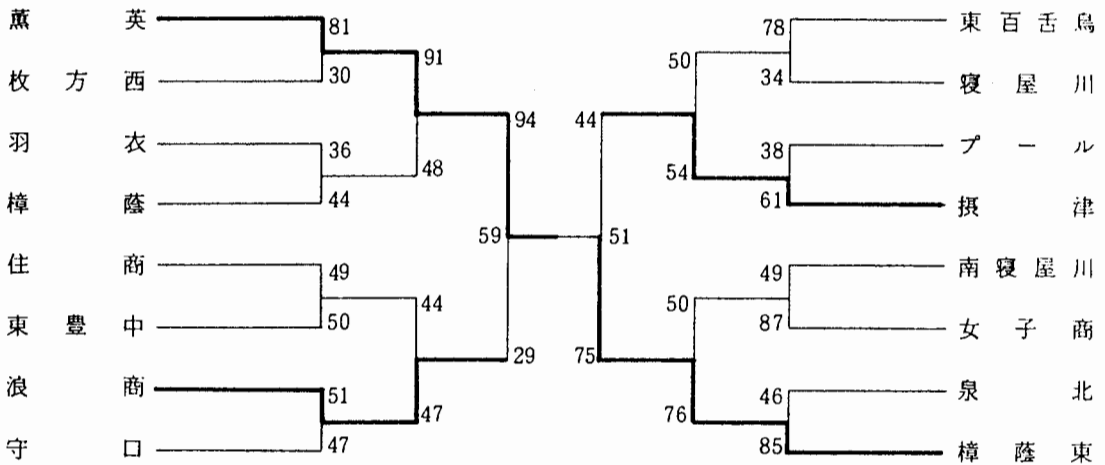 薫英 81 78 東百舌鳥
91 50
枚方西 30 34 寝屋川
94 44
羽衣 36 38 プール
48 54
樟蔭 44 61 摂津
59 51
住商 49 49 南寝屋川
44 50
東豊中 50 87 女子商
29 75
浪商 51 46 泉北
47 76
守口 47 85 樟蔭東